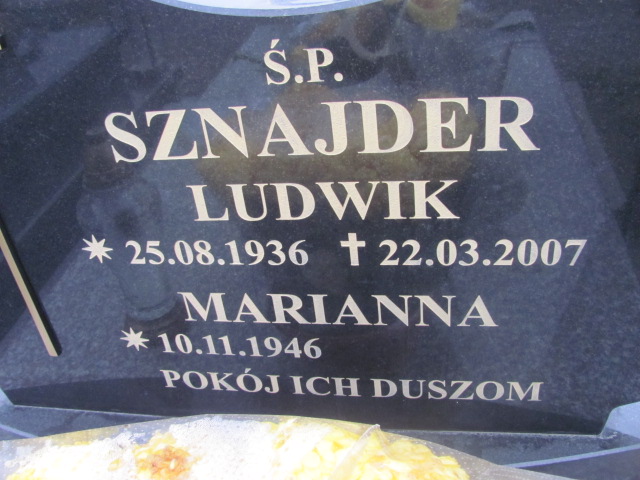 Ś.P.
SZNAJDER
LUDWIK
* 25.08.1936 ✝ 22.03.2007
MARIANNA
* 10.11.1946
POKÓJ ICH DUSZOM